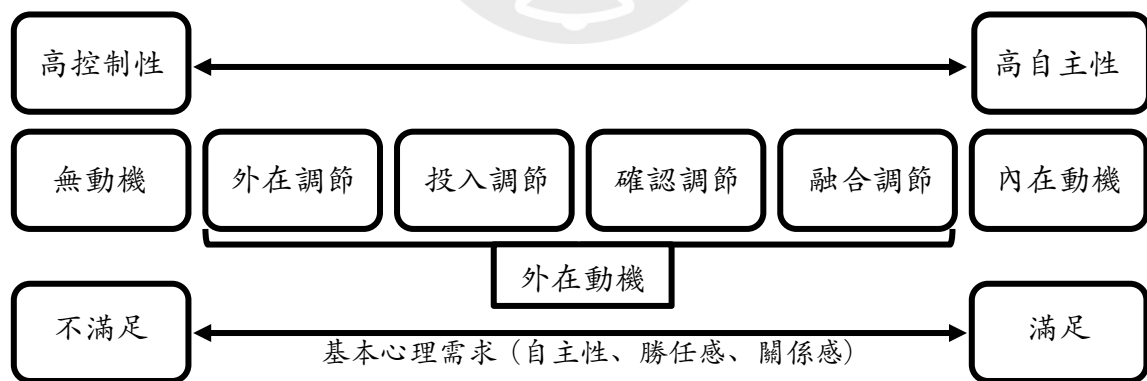 高控制性 高自主性
無動機 外在調節 投入調節 確認調節 融合調節 內在動機
外在動機
不滿足 滿足
基本心理需求（自主性、勝任感、關係感）